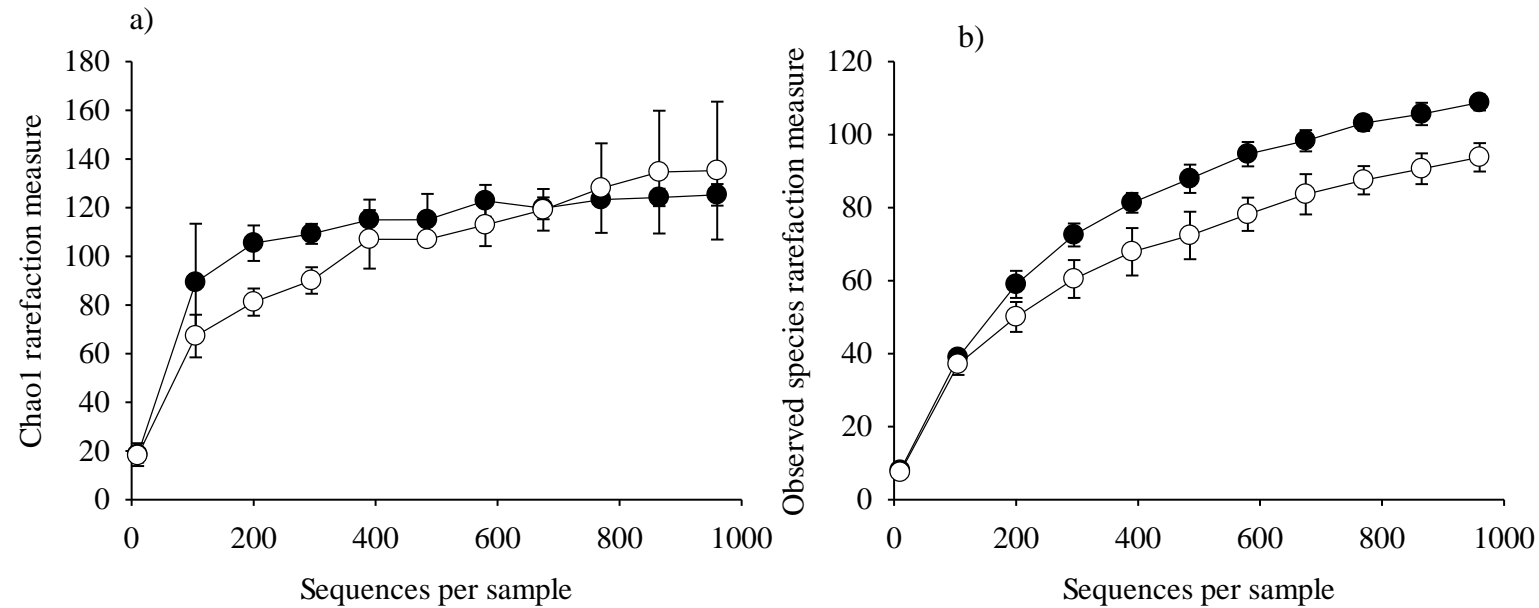 a)
Chao1 rarefaction measure
180
160
140
120
100
80
60
40
20
0
0 200 400 600 800 1000
Sequences per sample
b)
Observed species rarefaction measure
120
100
80
60
40
20
0
0 200 400 600 800 1000
Sequences per sample